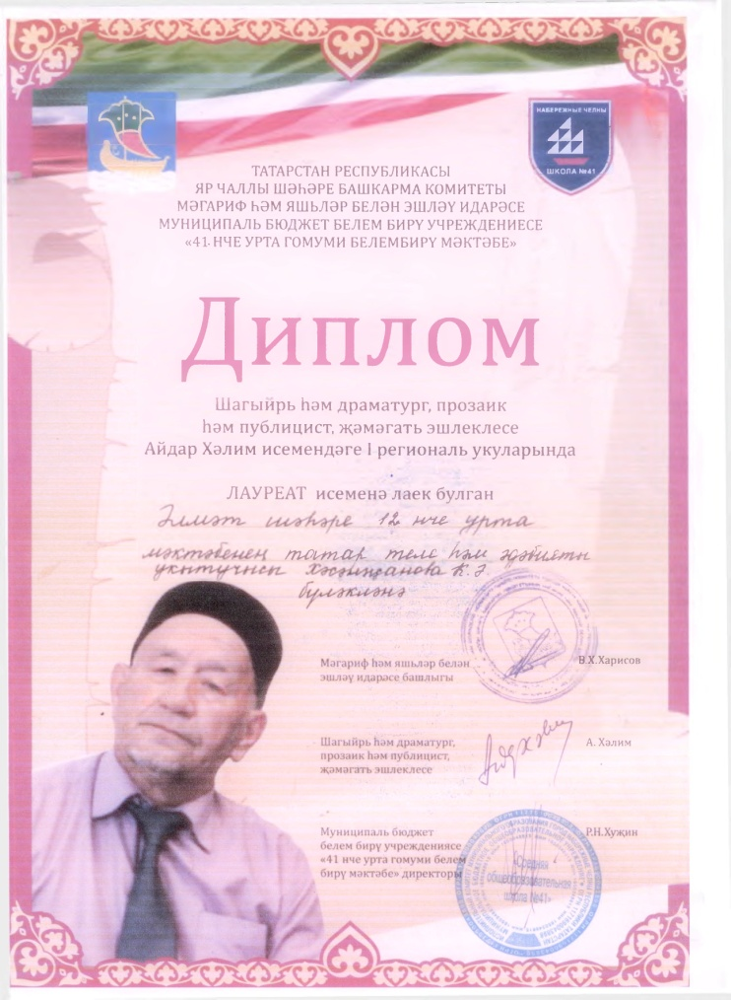 НАБЕРЕЖНЫЕ ЧЕЛНЫ
ШКОЛА №41
ТАТАРСТАН РЕСПУБЛИКАСЫ
ЯР ЧАЛЛЫ ШӘҺӘРЕ БАШКАРМА КОМИТЕТЫ
МӘГАРИФ ҺӘМ ЯШЬЛӘР БЕЛӘН ЭШЛӘҮ ИДАРӘСЕ
МУНИЦИПАЛЬ БЮДЖЕТ БЕЛЕМ БИРҮ УЧРЕЖДЕНИЕСЕ
«41- НЧЕ УРТА ГОМУМИ БЕЛЕМБИРҮ МӘКТӘБЕ»
Диплом
Шагыйрь һәм драматург, прозаик
һәм публицист, җәмәгать эшлеклесе
Айдар Хәлим исемендәге I региональ укуларында
ЛАУРЕАТ исеменә лаек булган
Әлмәт шәһәре 12 нче урта
мәктәбенең татар теле һәм әдәбияты
укытучысы Хәсәншанова К. Ә.
бүләкләнә
Мәгариф һәм яшьләр белән
эшләү идарәсе башлыгы
В.Х.Харисов
Шагыйрь һәм драматург,
прозаик һәм публицист,
җәмәгать эшлеклесе
А. Хәлим
Муниципаль бюджет
белем бирү учреждениясе
«41 нче урта гомуми белем
бирү мәктәбе» директоры
Р.Н.Хуҗин
«Средняя
общеобразовательная
школа №41»